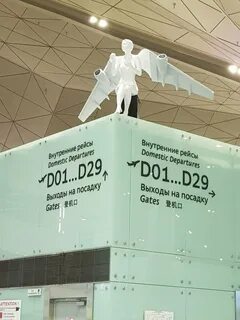 Внутренние рейсы
Domestic Departures
D01...D29
Выходы на посадку
Gates 登机口
Внутренние рейсы
Domestic Departures
D01...D29
Выходы на посадку
Gates 登机口
ATTENTION !